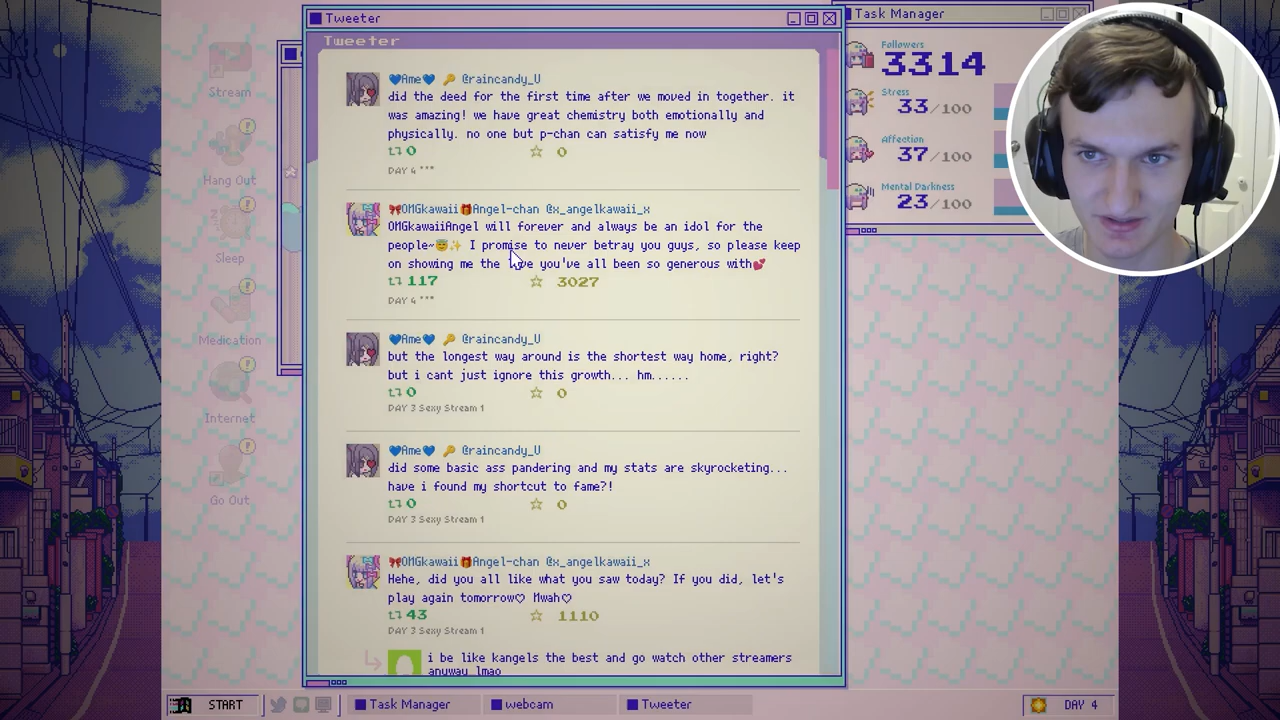 Tweeter
Task Manager
Tweeter
Followers
3314
Stress
33/100
Affection
37/100
Mental Darkness
23/100
Stream
Hang Out
Sleep
Medication
Internet
Go Out
💙Ame💙 🔑 @raincandy_U
did the deed for the first time after we moved in together. it
was amazing! we have great chemistry both emotionally and
physically. no one but p-chan can satisfy me now
0 0
DAY 4 ***
🎀OMGkawaii🎁Angel-chan @x_angelkawaii_x
OMGkawaiiAngel will forever and always be an idol for the
people~😇✨ I promise to never betray you guys, so please keep
on showing me the love you've all been so generous with💕
117 3027
DAY 4 ***
💙Ame💙 🔑 @raincandy_U
but the longest way around is the shortest way home, right?
but i cant just ignore this growth... hm......
0 0
DAY 3 Sexy Stream 1
💙Ame💙 🔑 @raincandy_U
did some basic ass pandering and my stats are skyrocketing...
have i found my shortcut to fame?!
0 0
DAY 3 Sexy Stream 1
🎀OMGkawaii🎁Angel-chan @x_angelkawaii_x
Hehe, did you all like what you saw today? If you did, let's
play again tomorrow♡ Mwah♡
43 1110
DAY 3 Sexy Stream 1
i be like kangels the best and go watch other streamers
anyway lmao
START
Task Manager
webcam
Tweeter
DAY 4